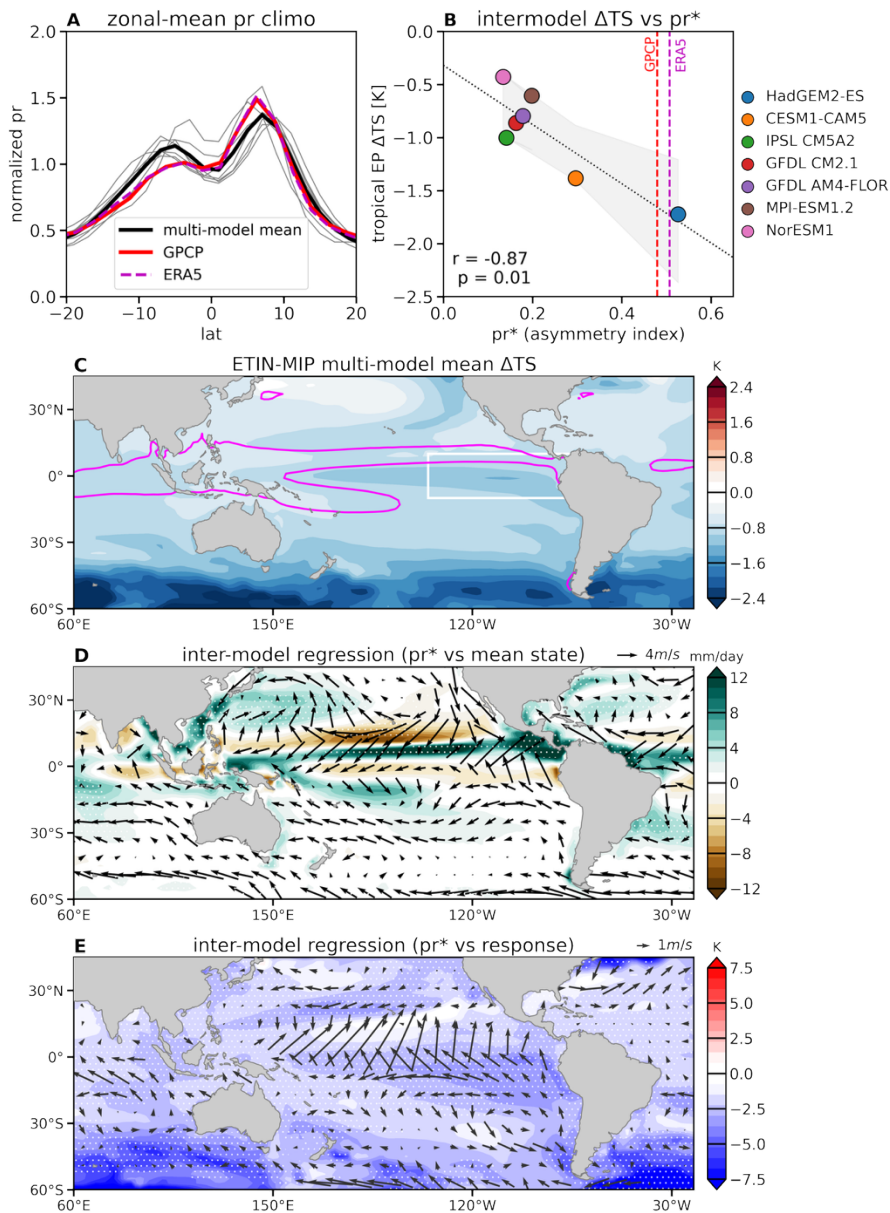 A zonal-mean pr climo
2.0
1.5
1.0
0.5
0.0
normalized pr
multi-model mean
GPCP
ERA5
−20
−10
0
10
20
lat
B intermodel ΔTS vs pr*
0.0
−0.5
−1.0
−1.5
−2.0
−2.5
tropical EP ΔTS [K]
GPCP
ERA5
r = -0.87
p = 0.01
0.0
0.2
0.4
0.6
pr* (asymmetry index)
HadGEM2-ES
CESM1-CAM5
IPSL CM5A2
GFDL CM2.1
GFDL AM4-FLOR
MPI-ESM1.2
NorESM1
C ETIN-MIP multi-model mean ΔTS
30°N
0°
30°S
60°S
60°E
150°W
120°W
30°W
K
2.4
1.6
0.8
0.0
−0.8
−1.6
−2.4
D inter-model regression (pr* vs mean state)
4m/s
mm/day
30°N
0°
30°S
60°S
60°E
150°W
120°W
30°W
12
8
4
0
−4
−8
−12
E inter-model regression (pr* vs response)
1m/s
K
30°N
0°
30°S
60°S
60°E
150°W
120°W
30°W
7.5
5.0
2.5
0.0
−2.5
−5.0
−7.5